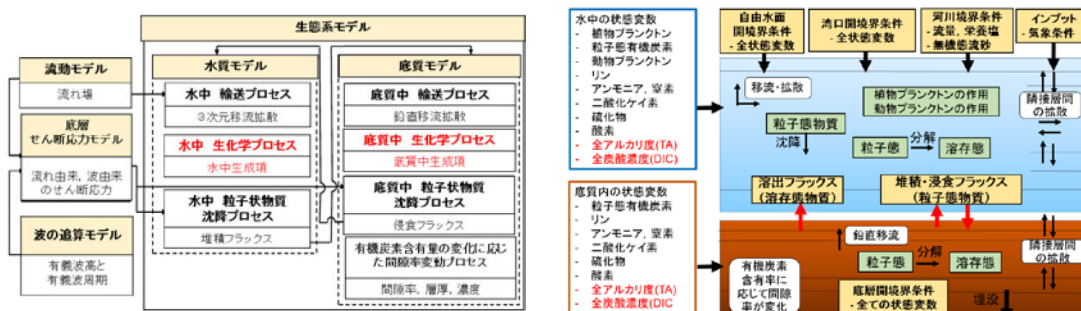 生態系モデル
流動モデル
流れ場
底層
せん断応力モデル
流れ由来、波由来
のせん断応力
波の追算モデル
有義波高と
有義波周期
水質モデル
水中 輸送プロセス
3次元移流拡散
水中 生化学プロセス
水中生成項
水中 粒子状物質
沈降プロセス
堆積フラックス
底質モデル
底質中 輸送プロセス
鉛直移流拡散
底質中 生化学プロセス
底質中生成項
底質中 粒子状物質
沈降プロセス
侵食フラックス
有機炭素含有量の変化に応じ
た間隙率変動プロセス
間隙率、層厚、濃度
水中の状態変数
- 植物プランクトン
- 粒子態有機炭素
- 動物プランクトン
- リン
- アンモニア, 窒素
- 二酸化ケイ素
- 硫化物
- 酸素
- 全アルカリ度(TA)
- 全炭酸濃度(DIC)
底質内の状態変数
- 粒子態有機炭素
- リン
- アンモニア, 窒素
- 二酸化ケイ素
- 硫化物
- 酸素
- 全アルカリ度(TA)
- 全炭酸濃度(DIC
自由水面
開境界条件
- 全状態変数
湾口開境界条件
- 全状態変数
河川境界条件
- 流量, 栄養塩
- 無機態流砂
インプット
- 気象条件
移流・拡散
植物プランクトンの作用
動物プランクトンの作用
隣接層間
の拡散
粒子態物質
沈降
粒子態
分解
溶存態
溶出フラックス
(溶存態物質)
堆積・浸食フラックス
(粒子態物質)
鉛直移流
粒子態
分解
溶存態
隣接層間
の拡散
有機炭素
含有率に
応じて間隙
率が変化
底層開境界条件
- 全ての状態変数
埋没